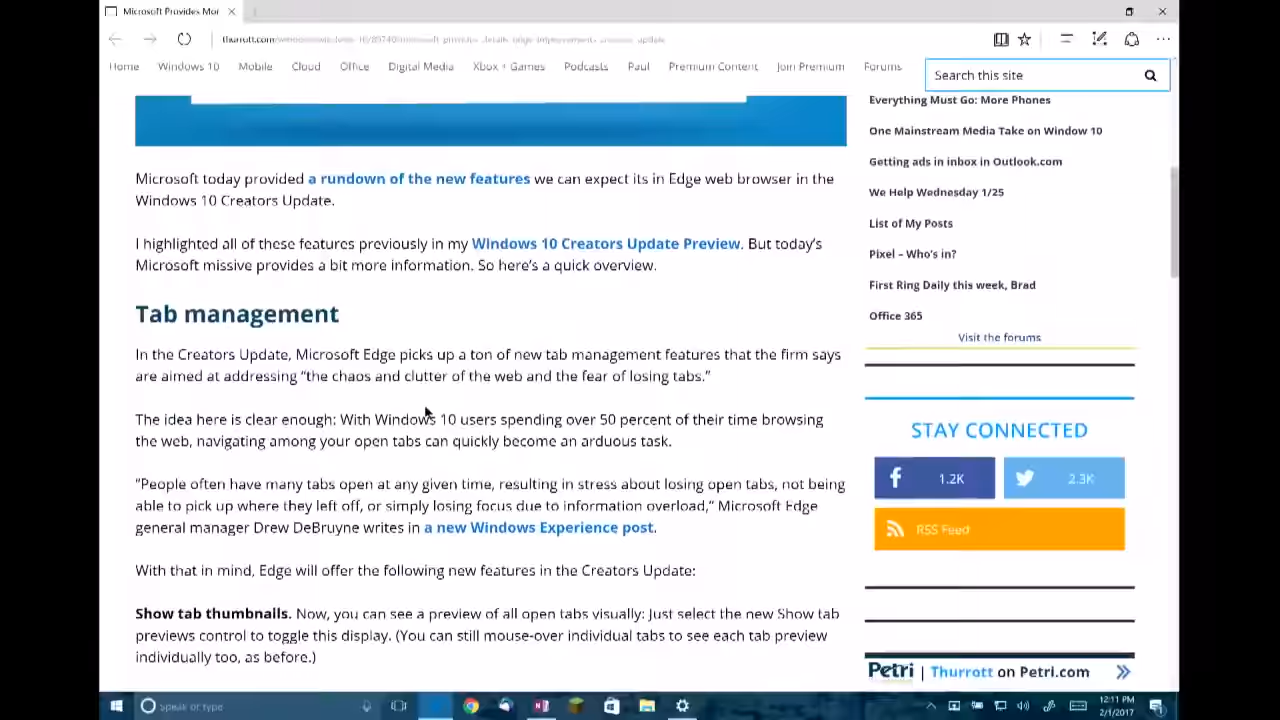 Microsoft Provides Mor
thurrott.com/
Home Windows 10 Mobile Cloud Office Digital Media Xbox + Games Podcasts Paul Premium Content Join Premium Forums
Search this site
Microsoft today provided a rundown of the new features we can expect its in Edge web browser in the
Windows 10 Creators Update.
I highlighted all of these features previously in my Windows 10 Creators Update Preview. But today's
Microsoft missive provides a bit more information. So here's a quick overview.
Tab management
In the Creators Update, Microsoft Edge picks up a ton of new tab management features that the firm says
are aimed at addressing "the chaos and clutter of the web and the fear of losing tabs."
The idea here is clear enough: With Windows 10 users spending over 50 percent of their time browsing
the web, navigating among your open tabs can quickly become an arduous task.
"People often have many tabs open at any given time, resulting in stress about losing open tabs, not being
able to pick up where they left off, or simply losing focus due to information overload," Microsoft Edge
general manager Drew DeBruyne writes in a new Windows Experience post.
With that in mind, Edge will offer the following new features in the Creators Update:
Show tab thumbnails. Now, you can see a preview of all open tabs visually: Just select the new Show tab
previews control to toggle this display. (You can still mouse-over individual tabs to see each tab preview
individually too, as before.)
Everything Must Go: More Phones
One Mainstream Media Take on Window 10
Getting ads in inbox in Outlook.com
We Help Wednesday 1/25
List of My Posts
Pixel – Who's in?
First Ring Daily this week, Brad
Office 365
Visit the forums
STAY CONNECTED
1.2K
2.3K
RSS Feed
Petri | Thurrott on Petri.com
Speak or type
12:11 PM
2/1/2017